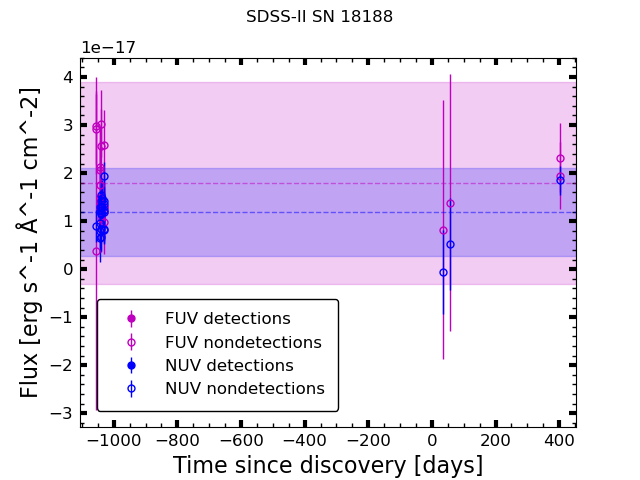 SDSS-II SN 18188
1e−17
4
3
2
1
0
−1
−2
−3
Flux [erg s^-1 Å^-1 cm^-2]
FUV detections
FUV nondetections
NUV detections
NUV nondetections
−1000 −800 −600 −400 −200 0 200 400
Time since discovery [days]